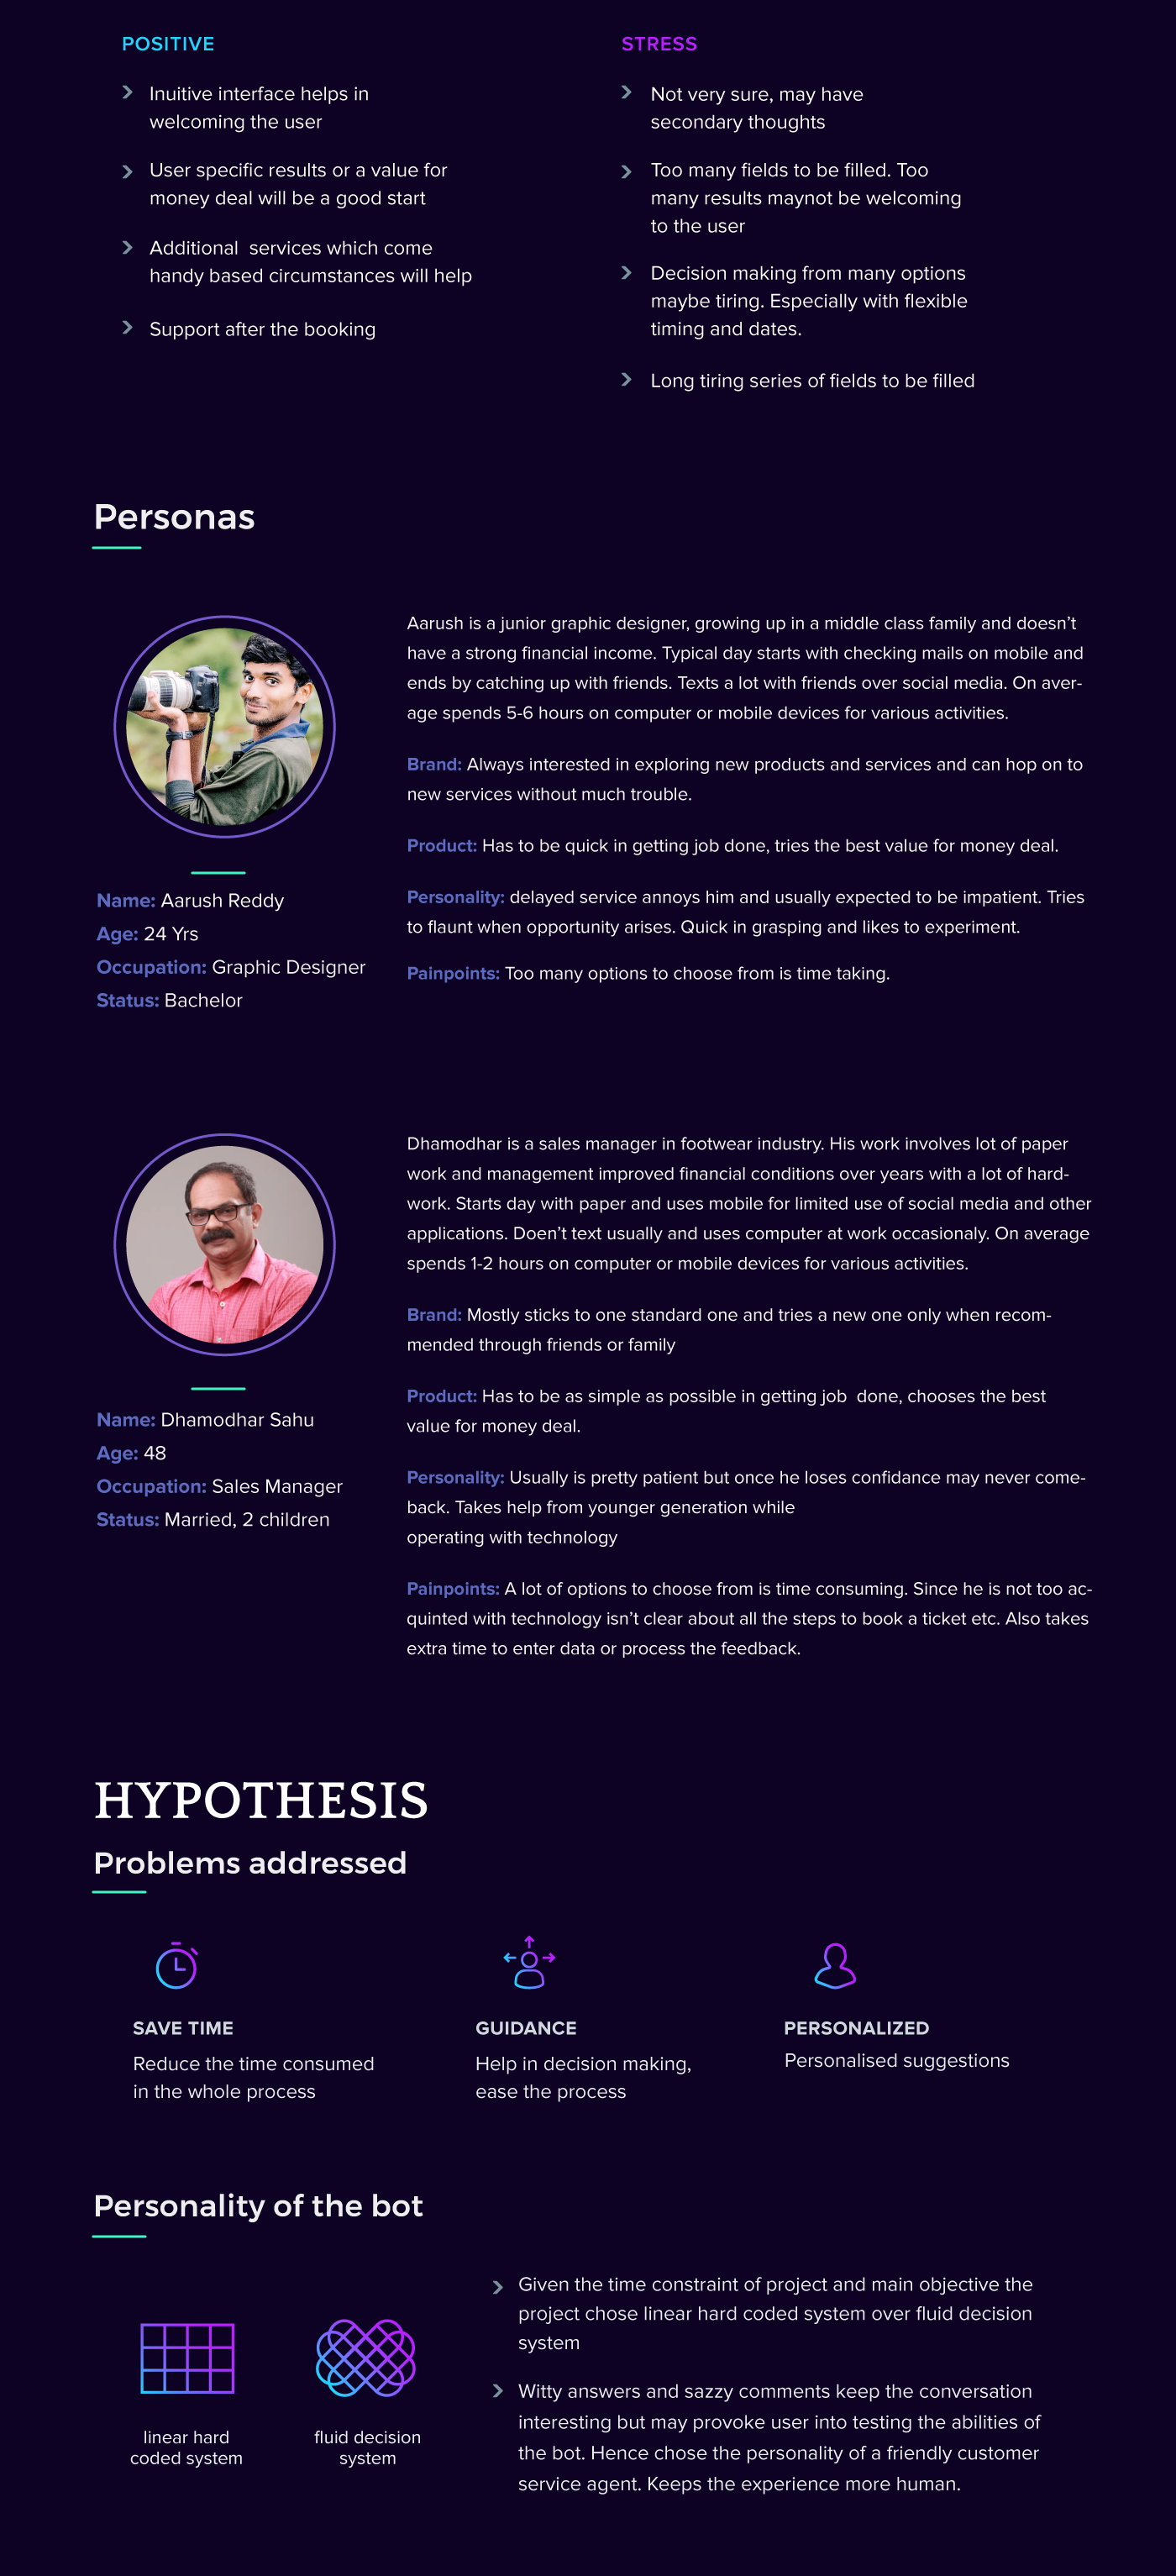 POSITIVE
Inuitive interface helps in
welcoming the user
User specific results or a value for
money deal will be a good start
Additional  services which come
handy based circumstances will help
Support after the booking
STRESS
Not very sure, may have
secondary thoughts
Too many fields to be filled. Too
many results maynot be welcoming
to the user
Decision making from many options
maybe tiring. Especially with flexible
timing and dates.
Long tiring series of fields to be filled
Personas
Name: Aarush Reddy
Age: 24 Yrs
Occupation: Graphic Designer
Status: Bachelor
Aarush is a junior graphic designer, growing up in a middle class family and doesn’t
have a strong financial income. Typical day starts with checking mails on mobile and
ends by catching up with friends. Texts a lot with friends over social media. On aver-
age spends 5-6 hours on computer or mobile devices for various activities.
Brand: Always interested in exploring new products and services and can hop on to
new services without much trouble.
Product: Has to be quick in getting job done, tries the best value for money deal.
Personality: delayed service annoys him and usually expected to be impatient. Tries
to flaunt when opportunity arises. Quick in grasping and likes to experiment.
Painpoints: Too many options to choose from is time taking.
Name: Dhamodhar Sahu
Age: 48
Occupation: Sales Manager
Status: Married, 2 children
Dhamodhar is a sales manager in footwear industry. His work involves lot of paper
work and management improved financial conditions over years with a lot of hard-
work. Starts day with paper and uses mobile for limited use of social media and other
applications. Doen’t text usually and uses computer at work occasionaly. On average
spends 1-2 hours on computer or mobile devices for various activities.
Brand: Mostly sticks to one standard one and tries a new one only when recom-
mended through friends or family
Product: Has to be as simple as possible in getting job  done, chooses the best
value for money deal.
Personality: Usually is pretty patient but once he loses confidance may never come-
back. Takes help from younger generation while
operating with technology
Painpoints: A lot of options to choose from is time consuming. Since he is not too ac-
quinted with technology isn’t clear about all the steps to book a ticket etc. Also takes
extra time to enter data or process the feedback.
HYPOTHESIS
Problems addressed
SAVE TIME
Reduce the time consumed
in the whole process
GUIDANCE
Help in decision making,
ease the process
PERSONALIZED
Personalised suggestions
Personality of the bot
linear hard
coded system
fluid decision
system
Given the time constraint of project and main objective the
project chose linear hard coded system over fluid decision
system
Witty answers and sazzy comments keep the conversation
interesting but may provoke user into testing the abilities of
the bot. Hence chose the personality of a friendly customer
service agent. Keeps the experience more human.